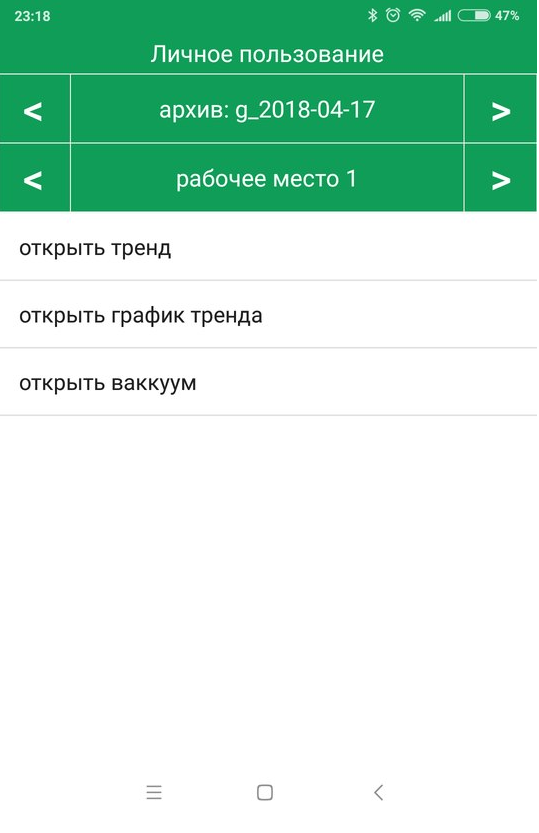 23:18
47%
Личное пользование
<
архив: g_2018-04-17
>
<
рабочее место 1
>
открыть тренд
открыть график тренда
открыть ваккуум